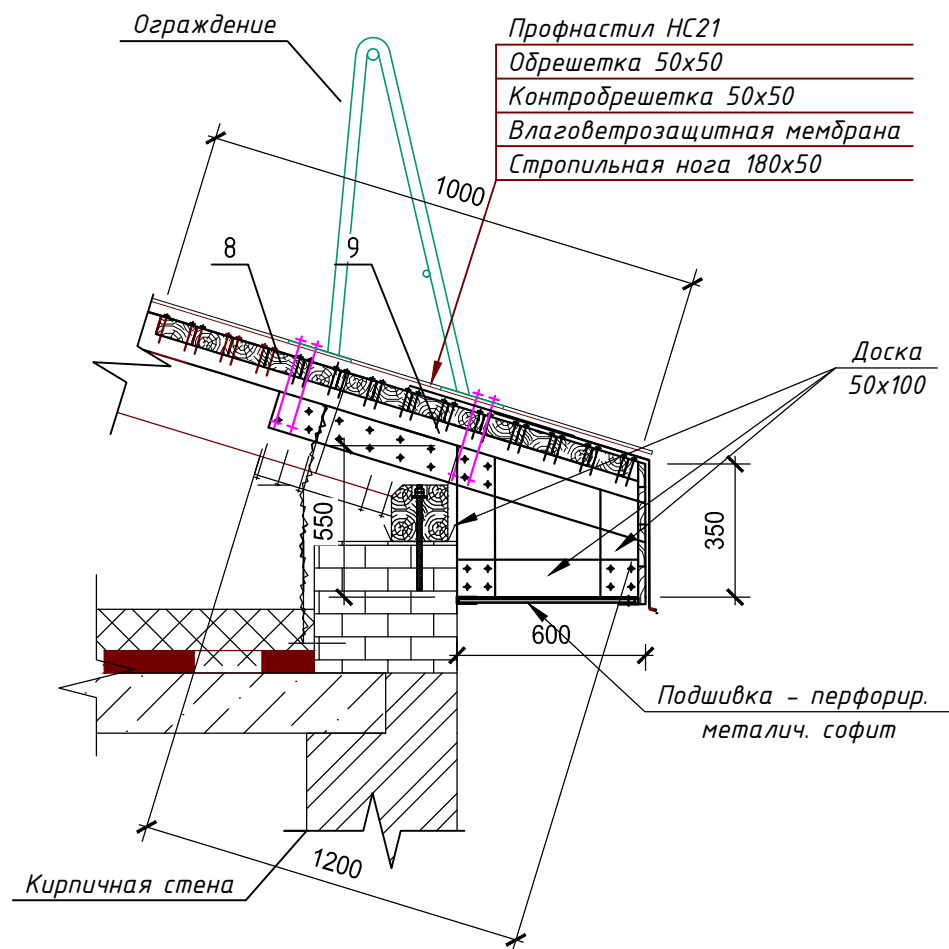 Ограждение
Профнастил НС21
Обрешетка 50х50
Контробрешетка 50х50
Влаговетрозащитная мембрана
Стропильная нога 180х50
1000
8
9
Доска
50х100
550
350
600
Подшивка - перфорир.
металич. софит
1200
Кирпичная стена